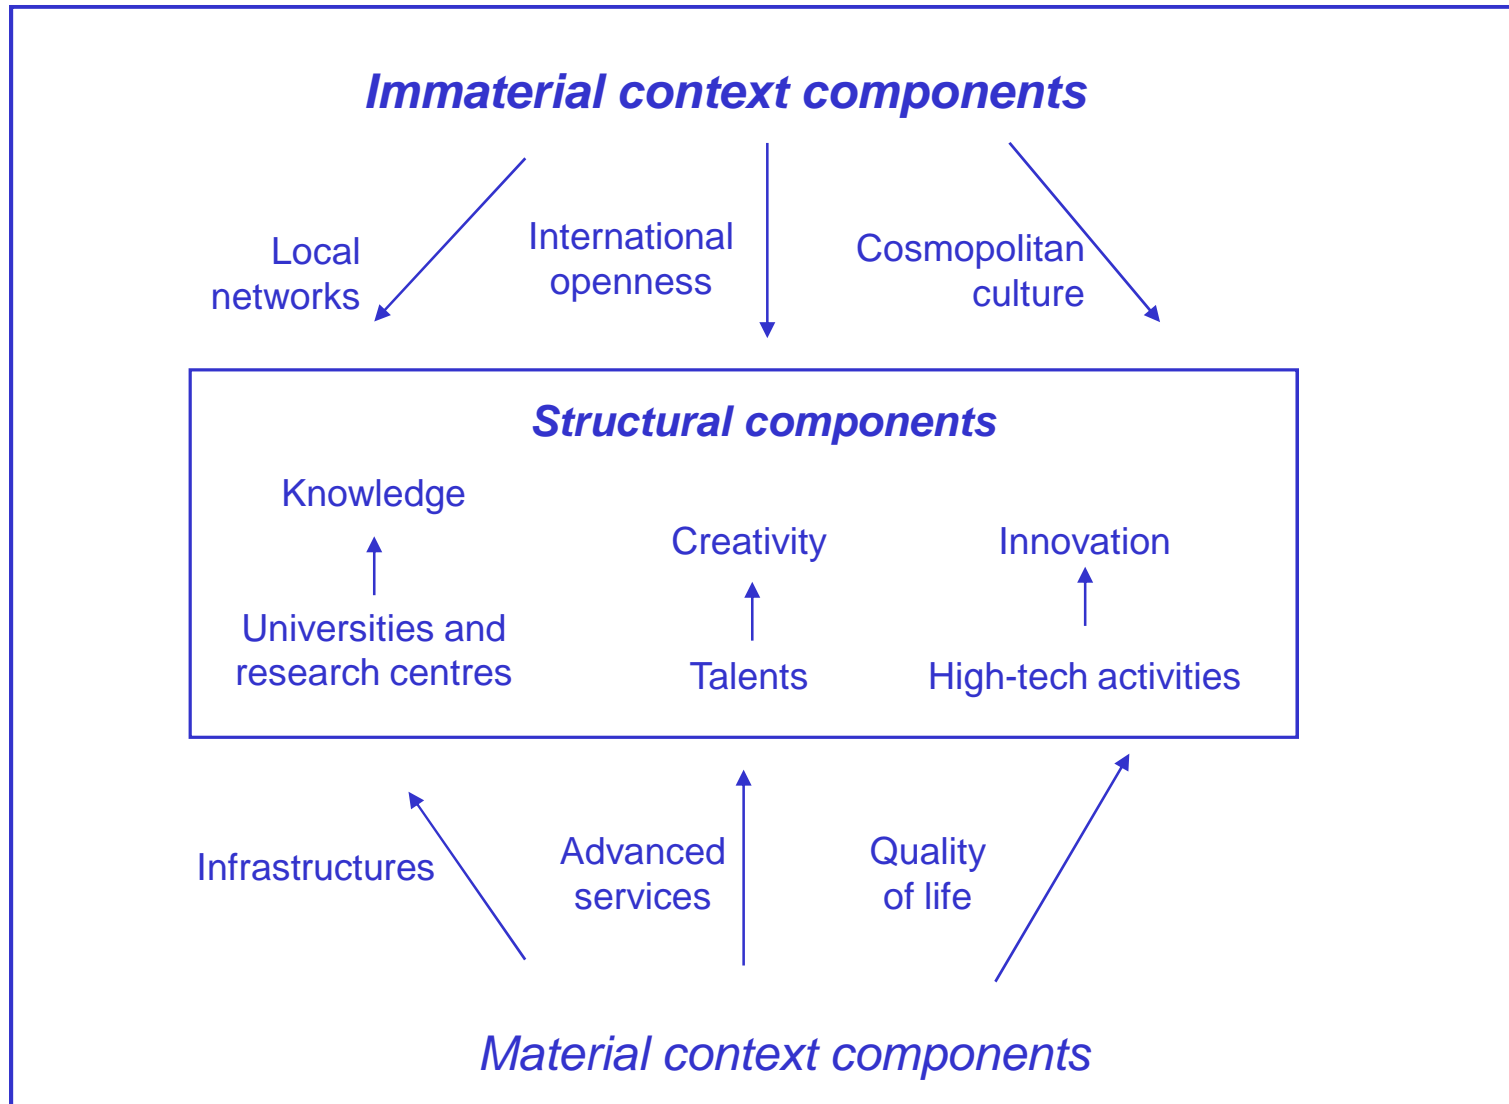 Immaterial context components
Local
networks
International
openness
Cosmopolitan
culture
Structural components
Knowledge
Creativity
Innovation
Universities and
research centres
Talents
High-tech activities
Infrastructures
Advanced
services
Quality
of life
Material context components